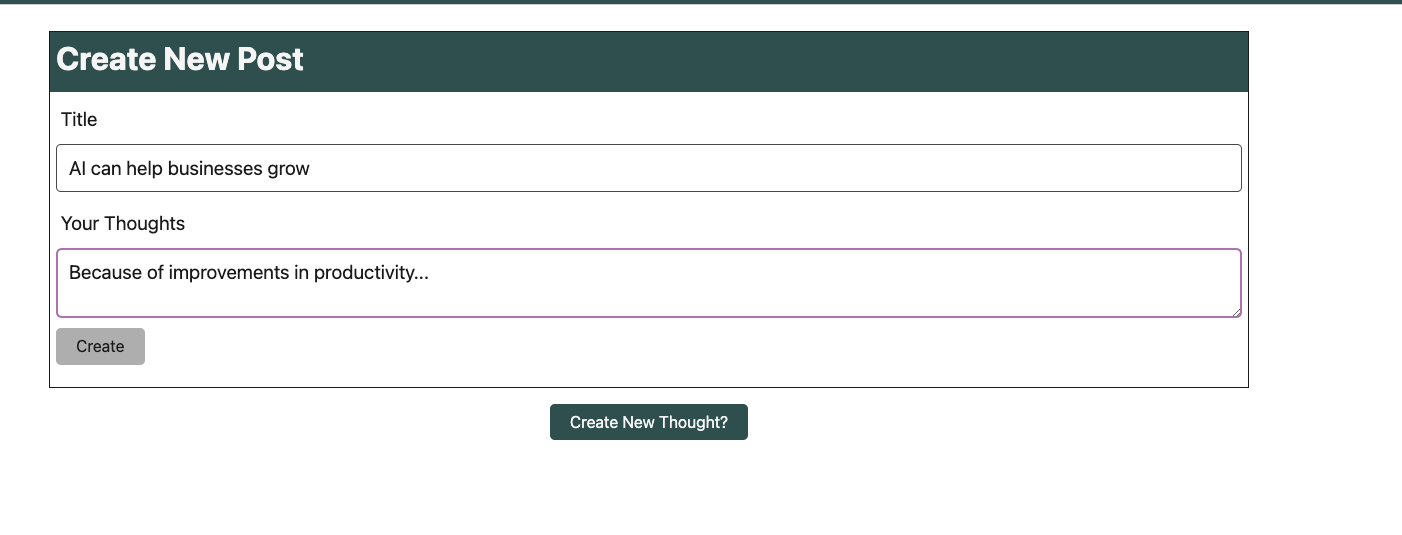 Create New Post
Title
AI can help businesses grow
Your Thoughts
Because of improvements in productivity...
Create
Create New Thought?